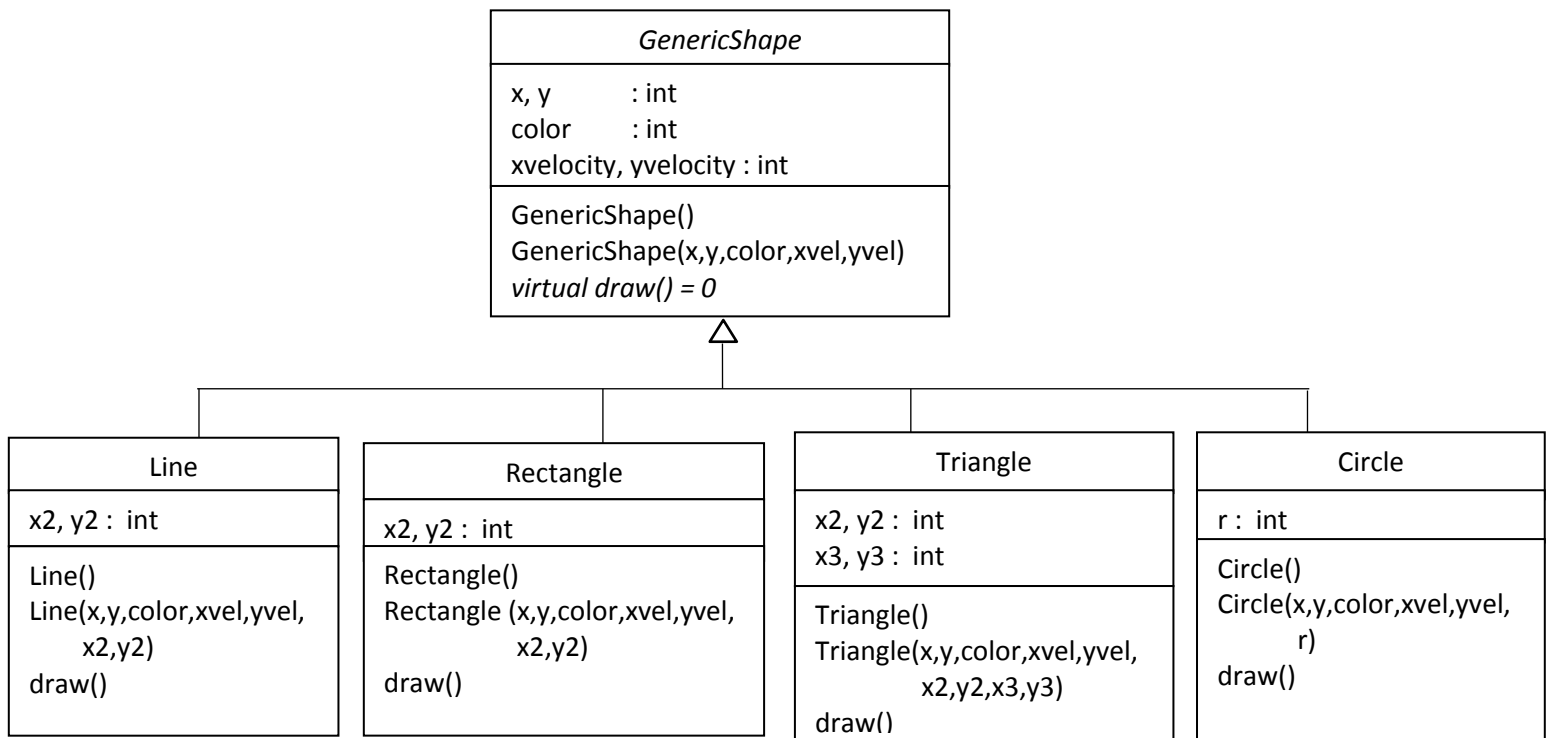 GenericShape
x, y : int
color : int
xvelocity, yvelocity : int
GenericShape()
GenericShape(x,y,color,xvel,yvel)
virtual draw() = 0
Line
x2, y2 : int
Line()
Line(x,y,color,xvel,yvel,
x2,y2)
draw()
Rectangle
x2, y2 : int
Rectangle()
Rectangle (x,y,color,xvel,yvel,
x2,y2)
draw()
Triangle
x2, y2 : int
x3, y3 : int
Triangle()
Triangle(x,y,color,xvel,yvel,
x2,y2,x3,y3)
draw()
Circle
r : int
Circle()
Circle(x,y,color,xvel,yvel,
r)
draw()